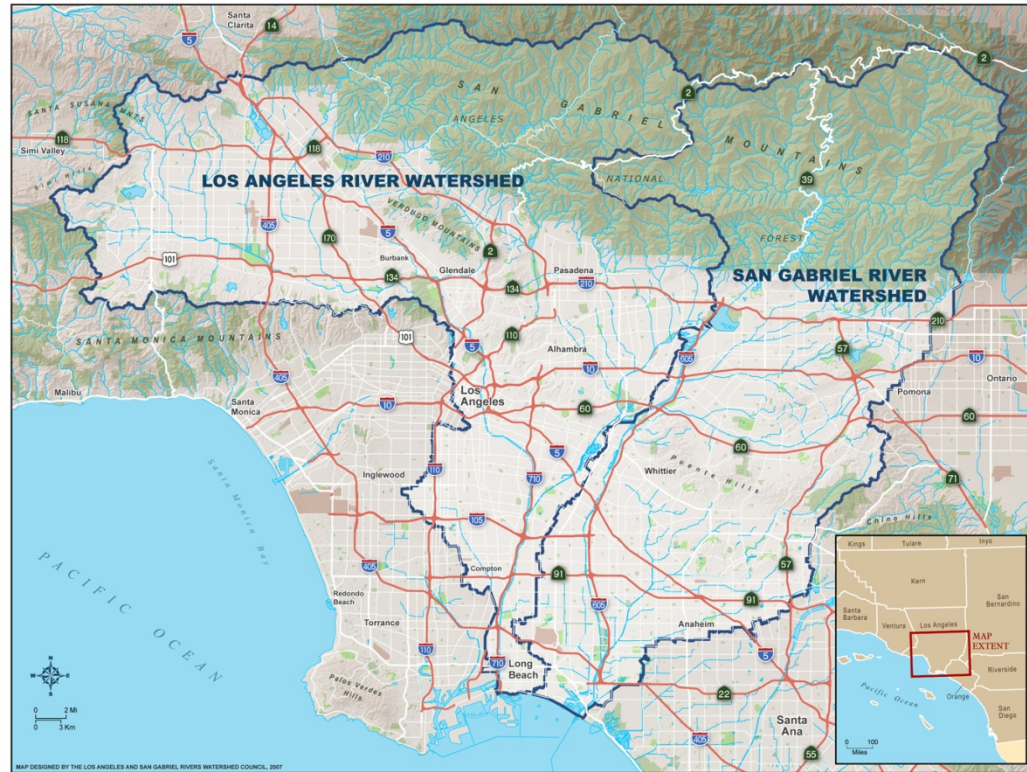 Santa
Clarita
14
5
2
SANTA SUSANA MNTS
SAN GABRIEL
MOUNTAINS
ANGELES
NATIONAL
FOREST
2
118
Simi Valley
Simi Hills
118
210
39
LOS ANGELES RIVER WATERSHED
VERDUGO MOUNTAINS
405
170
5
2
101
Burbank
134
Glendale
134
Pasadena
210
SAN GABRIEL RIVER
WATERSHED
210
SANTA MONICA MOUNTAINS
101
5
110
Alhambra
605
57
10
Malibu
405
Santa
Monica
10
Los
Angeles
10
60
Pomona
Ontario
60
Santa Monica Bay
Inglewood
110
5
710
Whittier
Puente Hills
60
71
Chino Hills
105
Compton
405
91
57
605
91
Redondo
Beach
Torrance
Anaheim
5
PACIFIC OCEAN
110
710
Long
Beach
22
Palos Verdes
Hills
Santa
Ana
405
55
N
W
E
S
0 2 Mi
0 3 Km
Kings
Tulare
Inyo
Kern
San
Bernardino
Santa
Barbara
Ventura
Los Angeles
MAP
EXTENT
Riverside
Pacific Ocean
Orange
San
Diego
0 100
Miles
MAP DESIGNED BY THE LOS ANGELES AND SAN GABRIEL RIVERS WATERSHED COUNCIL, 2007